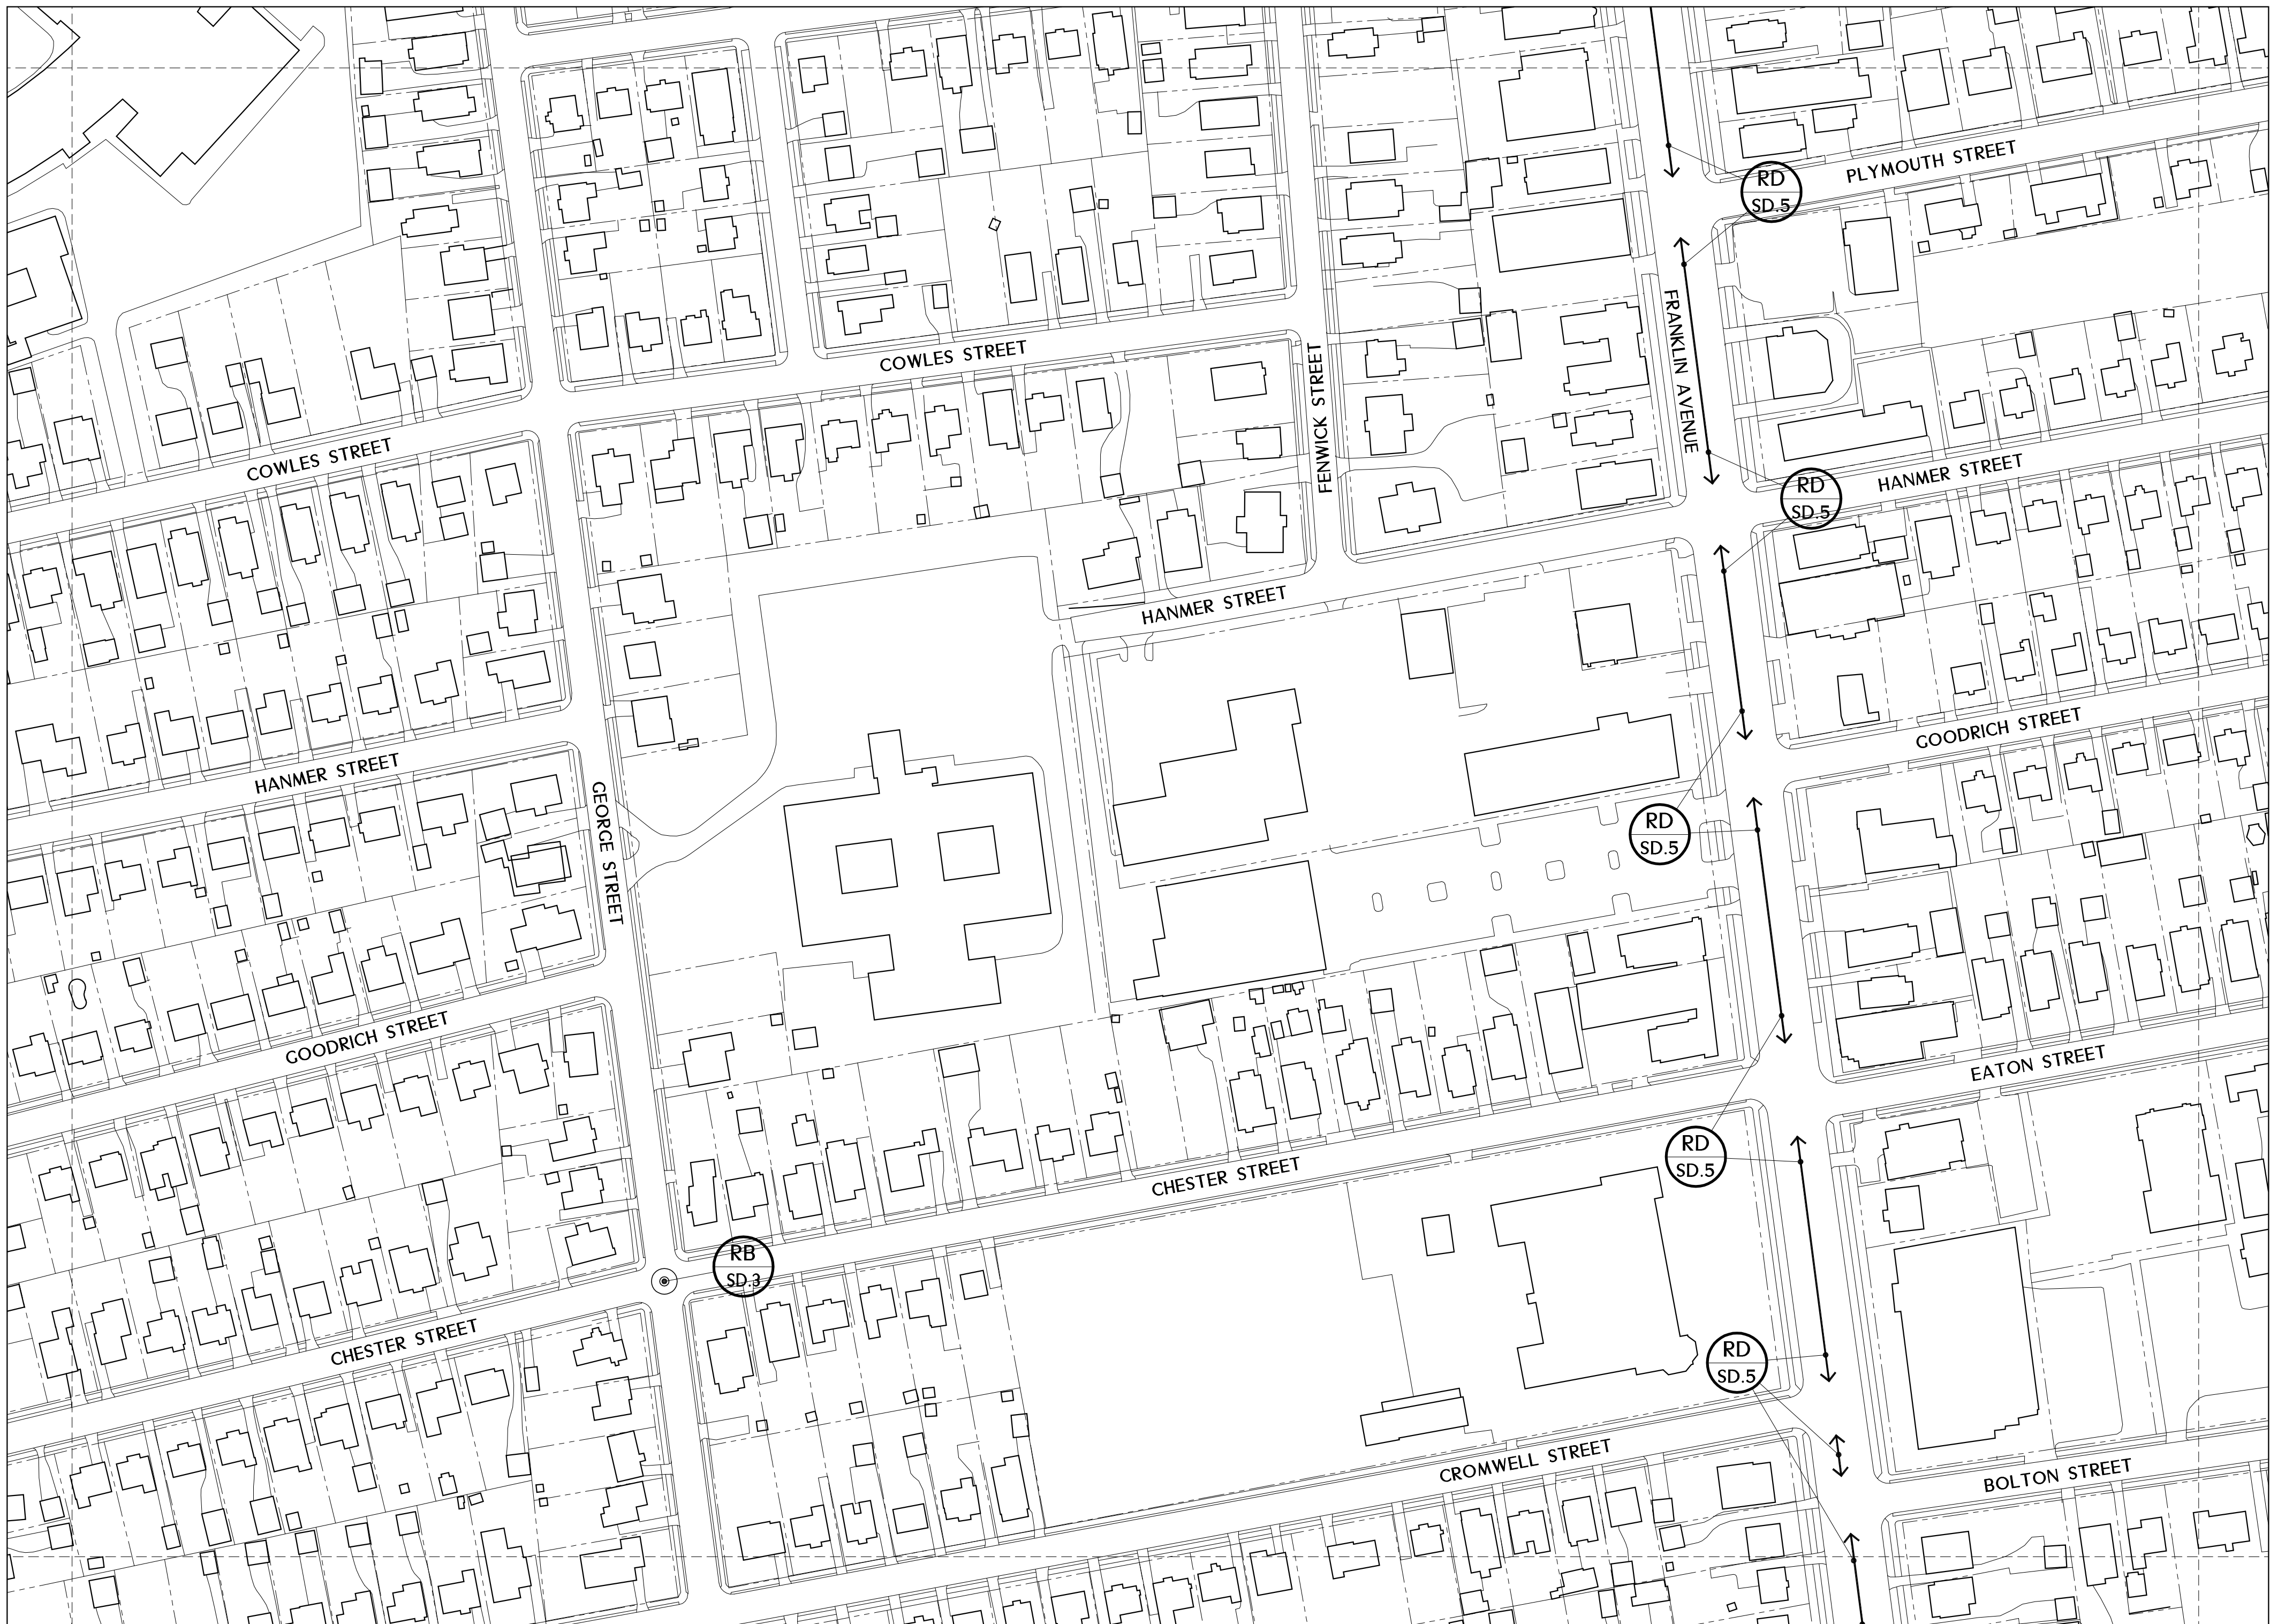 PLYMOUTH STREET
RD
SD.5
FRANKLIN AVENUE
COWLES STREET
FENWICK STREET
COWLES STREET
HANMER STREET
RD
SD.5
HANMER STREET
GOODRICH STREET
HANMER STREET
GEORGE STREET
RD
SD.5
GOODRICH STREET
EATON STREET
RD
SD.5
CHESTER STREET
RB
SD.3
CHESTER STREET
RD
SD.5
CROMWELL STREET
BOLTON STREET